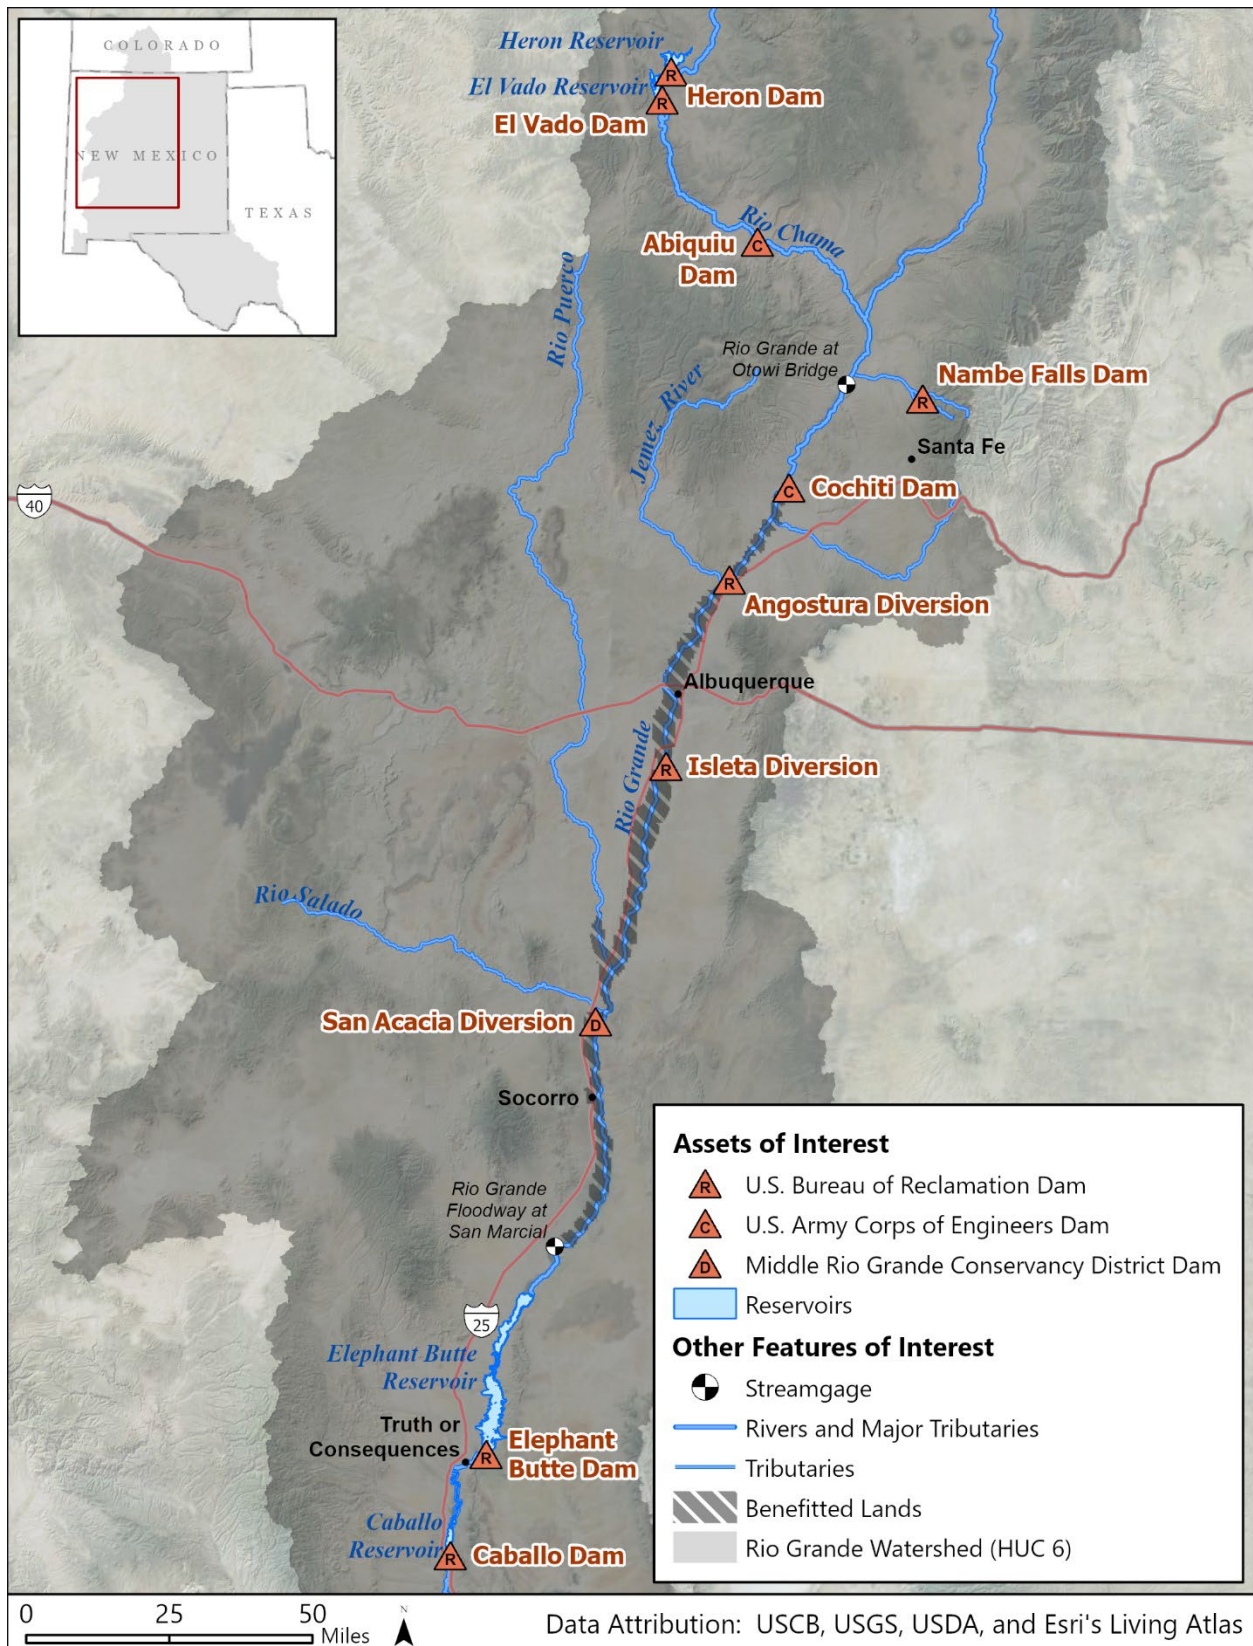 COLORADO
NEW MEXICO
TEXAS
Heron Reservoir
R
El Vado Reservoir
Heron Dam
R
El Vado Dam
Rio Chama
Abiquiu
Dam
C
Rio Puerco
Rio Grande at
Otowi Bridge
Nambe Falls Dam
R
Jemez River
Santa Fe
40
C
Cochiti Dam
R
Angostura Diversion
Albuquerque
Rio Grande
R
Isleta Diversion
Rio Salado
San Acacia Diversion
D
Socorro
Rio Grande
Floodway at
San Marcial
25
Elephant Butte
Reservoir
Truth or
Consequences
R
Elephant
Butte Dam
Caballo
Reservoir
R
Caballo Dam
Assets of Interest
R U.S. Bureau of Reclamation Dam
C U.S. Army Corps of Engineers Dam
D Middle Rio Grande Conservancy District Dam
Reservoirs
Other Features of Interest
Streamgage
Rivers and Major Tributaries
Tributaries
Benefitted Lands
Rio Grande Watershed (HUC 6)
0 25 50
Miles
N
Data Attribution: USCB, USGS, USDA, and Esri's Living Atlas